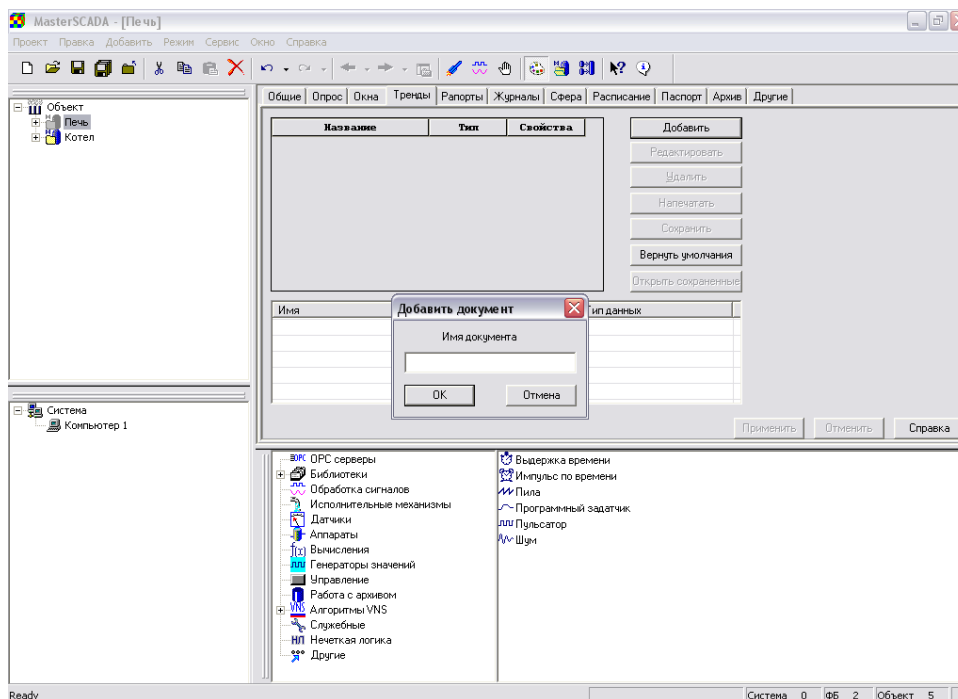 MasterSCADA - [Печь]
Проект Правка Добавить Режим Сервис Окно Справка
Общие Опрос Окна Тренды Рапорты Журналы Сфера Расписание Паспорт Архив Другие
Объект
Печь
Котел
Название Тип Свойства
Добавить
Редактировать
Удалить
Напечатать
Сохранить
Вернуть умолчания
Открыть сохраненные
Имя
ип данных
Добавить документ
Имя документа
OK Отмена
Применить Отменить Справка
Система
Компьютер 1
OPC серверы
Библиотеки
Обработка сигналов
Исполнительные механизмы
Датчики
Аппараты
f(x) Вычисления
Генераторы значений
Управление
Работа с архивом
VNS Алгоритмы VNS
Служебные
НЛ Нечеткая логика
Другие
Выдержка времени
Импульс по времени
Пила
Программный задатчик
Пульсатор
Шум
Ready
Система 0 ФБ 2 Объект 5